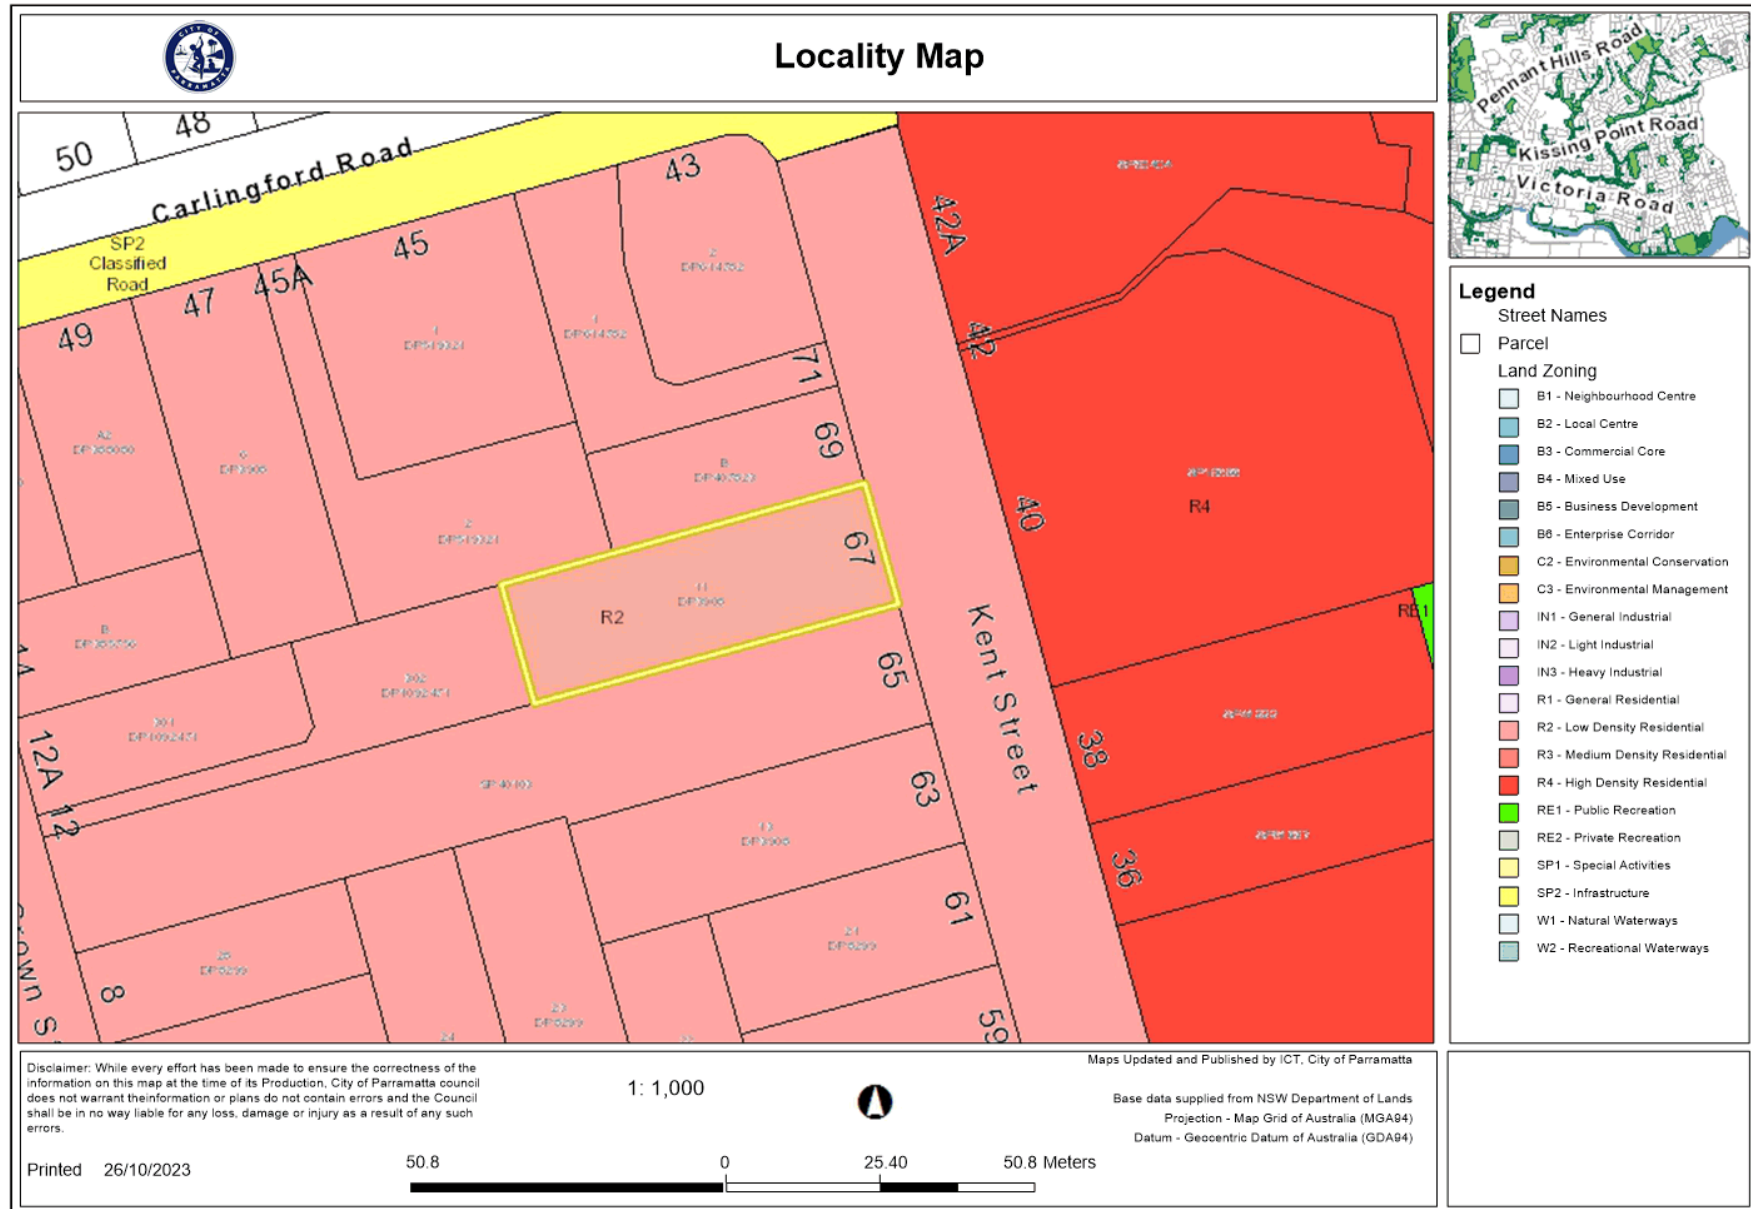 CITY OF
PARRAMATTA
Locality Map
Pennant Hills Road
Kissing Point Road
Victoria Road
50
48
Carlingford Road
SP2
Classified
Road
49
47
45A
45
43
42A
42
71
69
67
R2
65
63
61
59
40
R4
RE1
38
36
Kent Street
12A
12
8
Legend
Street Names
Parcel
Land Zoning
B1 - Neighbourhood Centre
B2 - Local Centre
B3 - Commercial Core
B4 - Mixed Use
B5 - Business Development
B6 - Enterprise Corridor
C2 - Environmental Conservation
C3 - Environmental Management
IN1 - General Industrial
IN2 - Light Industrial
IN3 - Heavy Industrial
R1 - General Residential
R2 - Low Density Residential
R3 - Medium Density Residential
R4 - High Density Residential
RE1 - Public Recreation
RE2 - Private Recreation
SP1 - Special Activities
SP2 - Infrastructure
W1 - Natural Waterways
W2 - Recreational Waterways
Disclaimer: While every effort has been made to ensure the correctness of the
information on this map at the time of its Production, City of Parramatta council
does not warrant theinformation or plans do not contain errors and the Council
shall be in no way liable for any loss, damage or injury as a result of any such
errors.
Printed 26/10/2023
1: 1,000
50.8 0 25.40 50.8 Meters
Maps Updated and Published by ICT, City of Parramatta
Base data supplied from NSW Department of Lands
Projection - Map Grid of Australia (MGA94)
Datum - Geocentric Datum of Australia (GDA94)